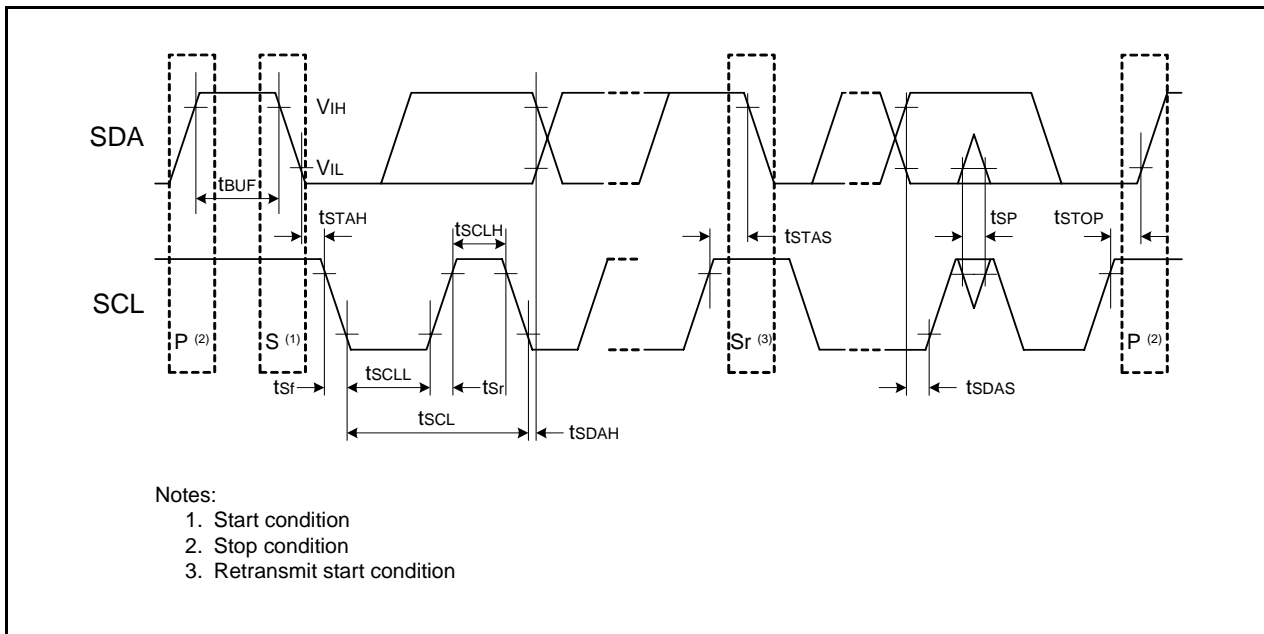 VIH
SDA
VIL
tBUF
tSTAH
tSCLH
tSTAS
tSP
tSTOP
SCL
P (2)
S (1)
Sr (3)
P (2)
tSf
tSCLL
tSr
tSDAS
tSCL
tSDAH
Notes:
1. Start condition
2. Stop condition
3. Retransmit start condition